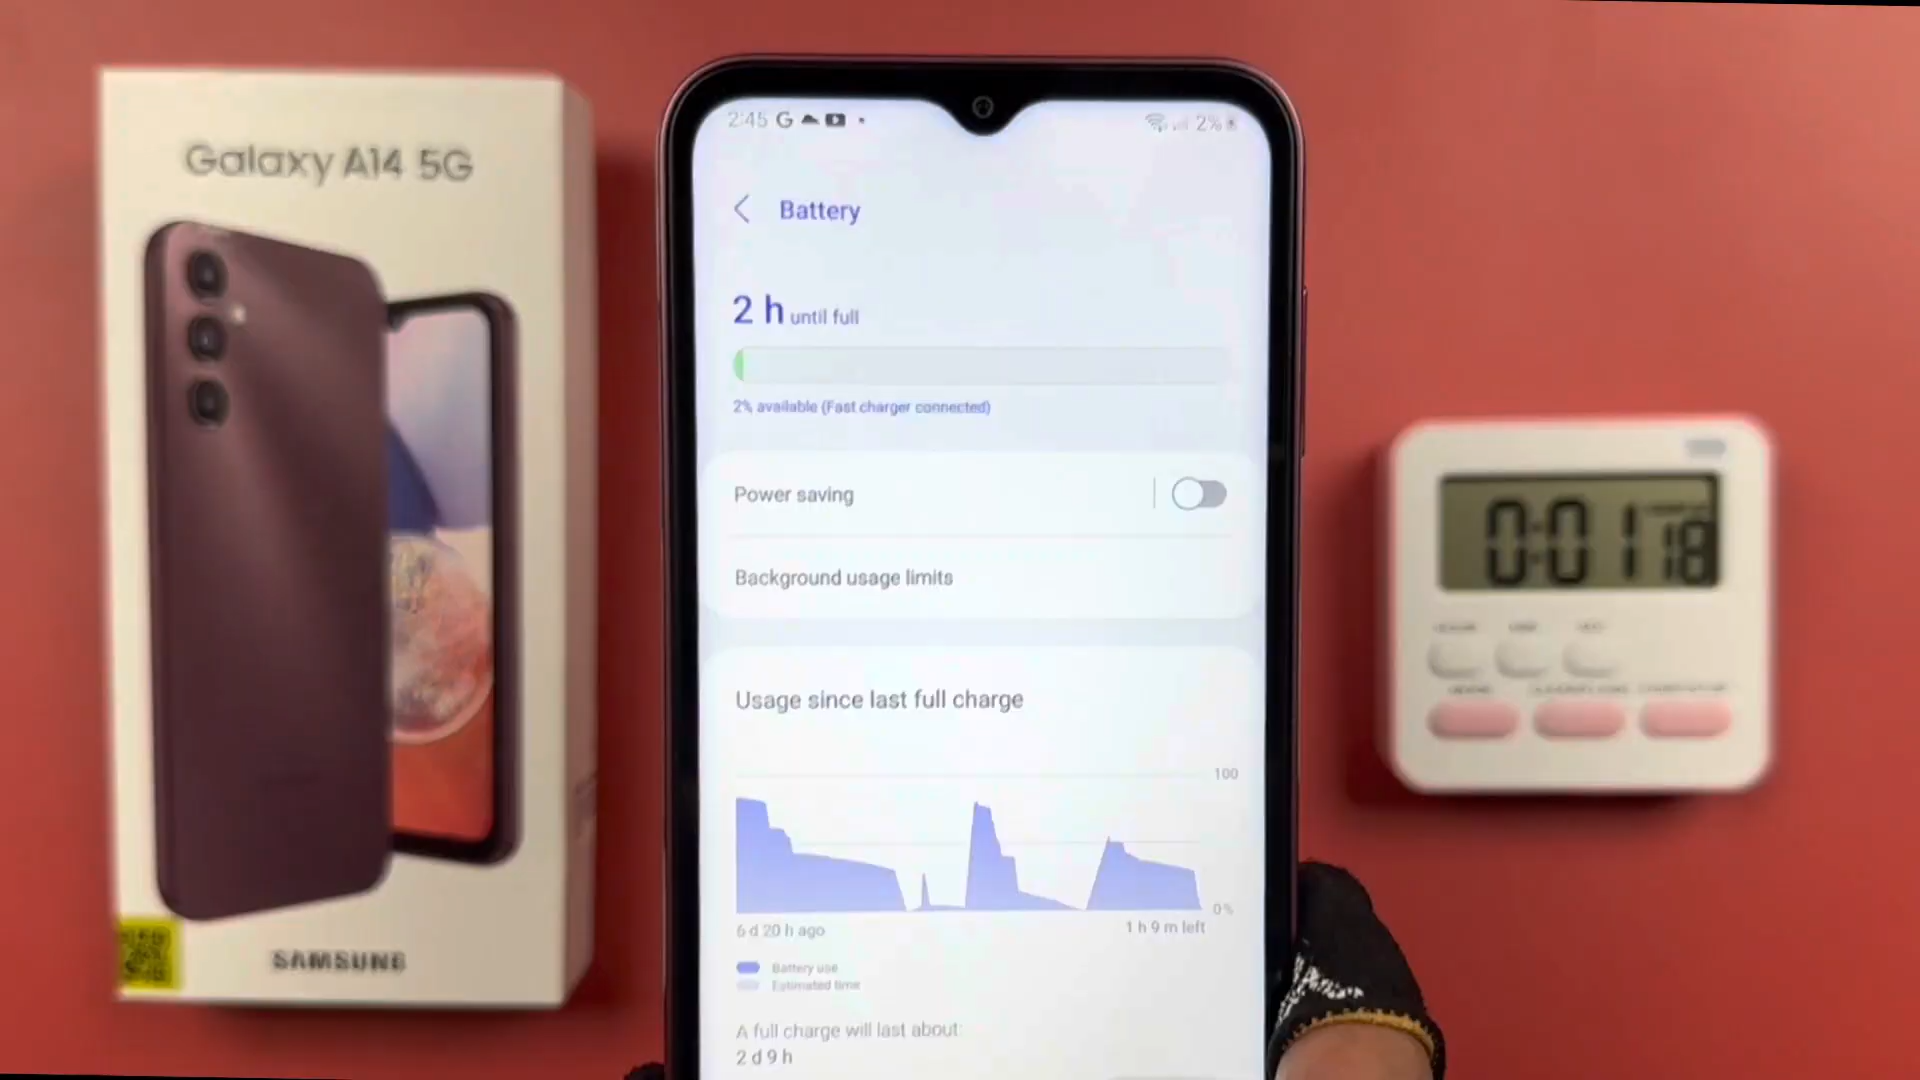 Galaxy A14 5G
SAMSUNG
2:45 G
2%
Battery
2 h until full
2% available (Fast charger connected)
Power saving
Background usage limits
Usage since last full charge
100
0%
6 d 20 h ago
1 h 9 m left
Battery use
Estimated time
A full charge will last about:
2 d 9 h
0:01 18